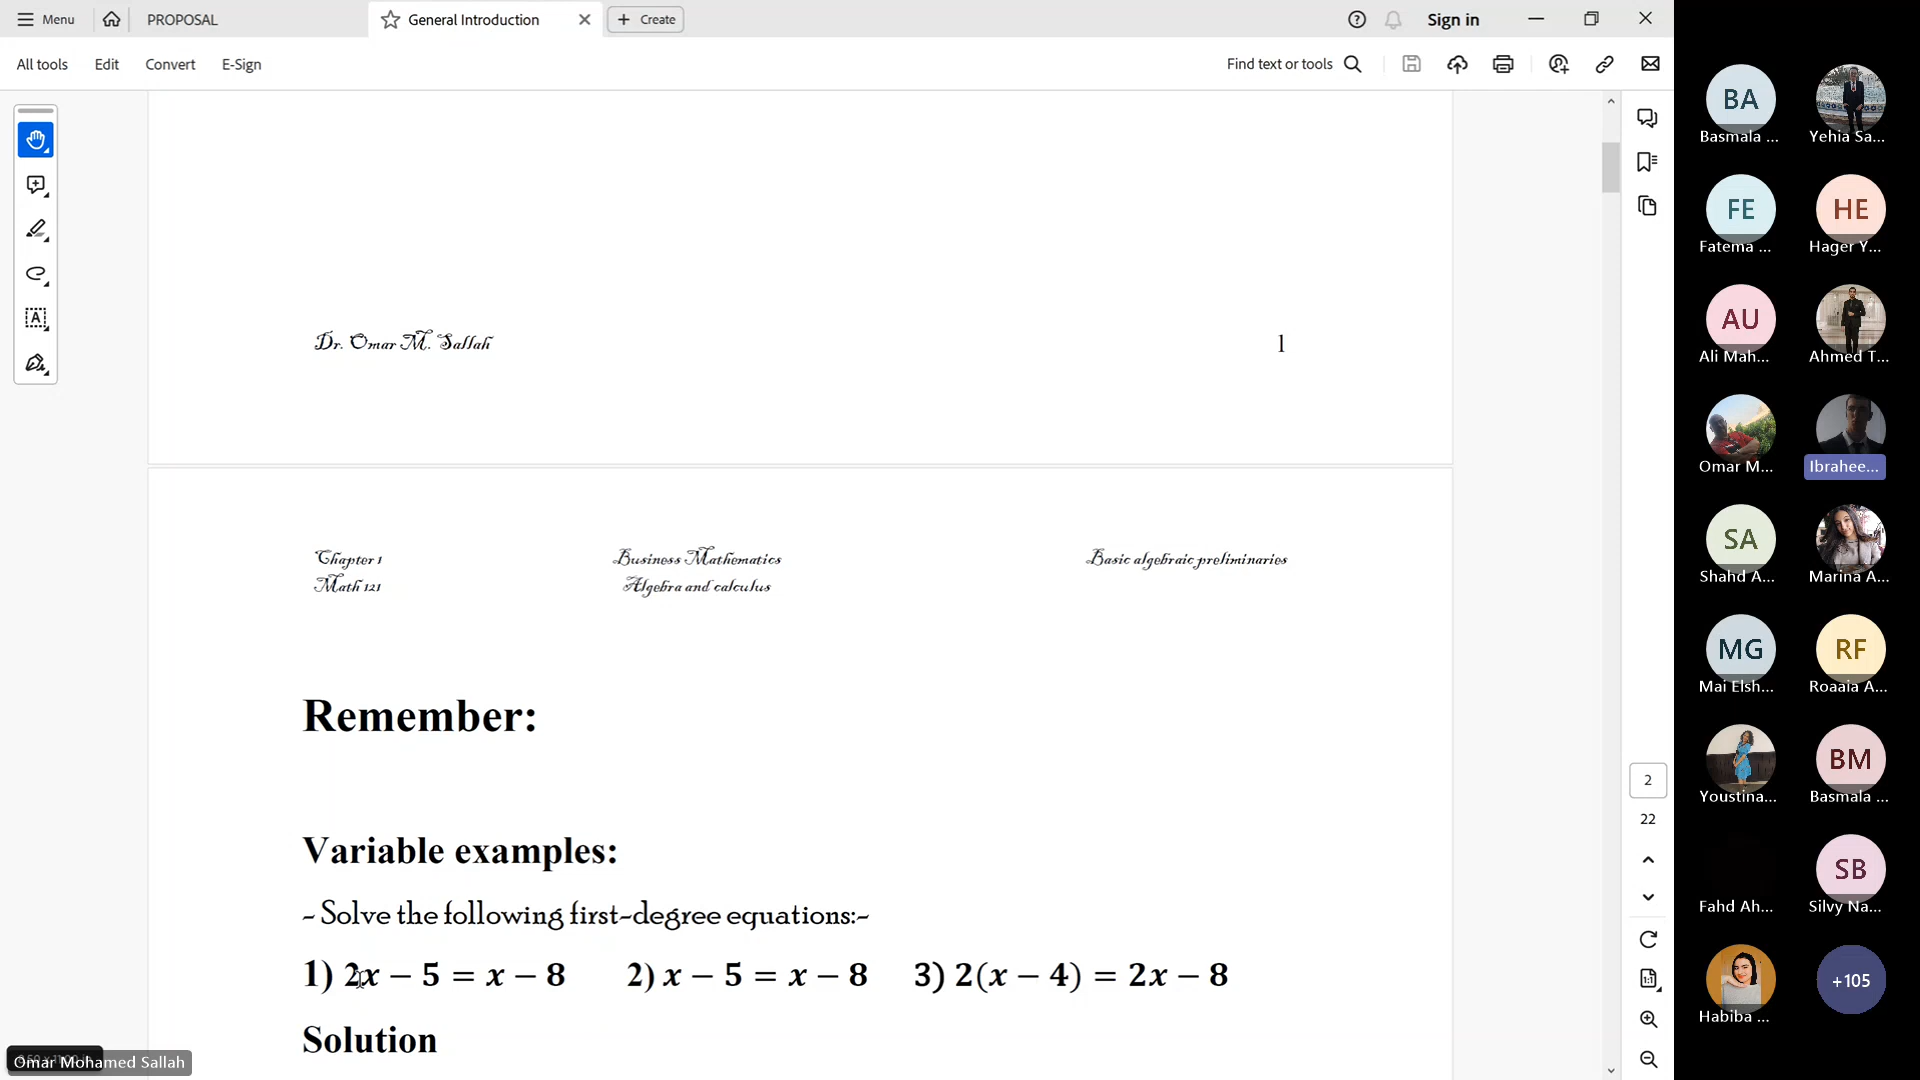 Menu
PROPOSAL
General Introduction
Create
Sign in
All tools Edit Convert E-Sign
Find text or tools
Dr. Omar M. Sallah 1
Chapter 1 Business Mathematics Basic algebraic preliminaries
Math 121 Algebra and calculus
Remember:
Variable examples:
~ Solve the following first~degree equations:~
1) 2x − 5 = x − 8 2) x − 5 = x − 8 3) 2(x − 4) = 2x − 8
Solution
Omar Mohamed Sallah
2
22
BA
Basmala ...
Yehia Sa...
FE
Fatema ...
HE
Hager Y...
AU
Ali Mah...
Ahmed T...
Omar M...
Ibrahee...
SA
Shahd A...
Marina A...
MG
Mai Elsh...
RF
Roaaia A...
Youstina...
BM
Basmala ...
Fahd Ah...
SB
Silvy Na...
Habiba ...
+105